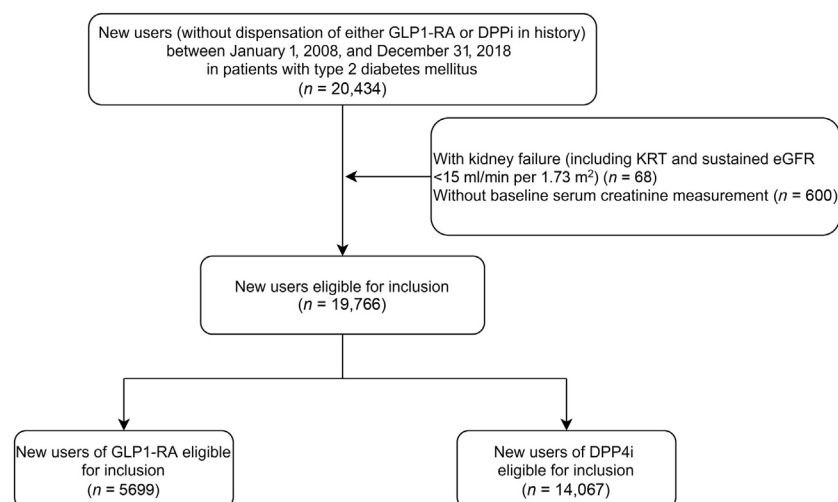 New users (without dispensation of either GLP1-RA or DPPi in history)
between January 1, 2008, and December 31, 2018
in patients with type 2 diabetes mellitus
(n = 20,434)
With kidney failure (including KRT and sustained eGFR
<15 ml/min per 1.73 m²) (n = 68)
Without baseline serum creatinine measurement (n = 600)
New users eligible for inclusion
(n = 19,766)
New users of GLP1-RA eligible
for inclusion
(n = 5699)
New users of DPP4i
eligible for inclusion
(n = 14,067)